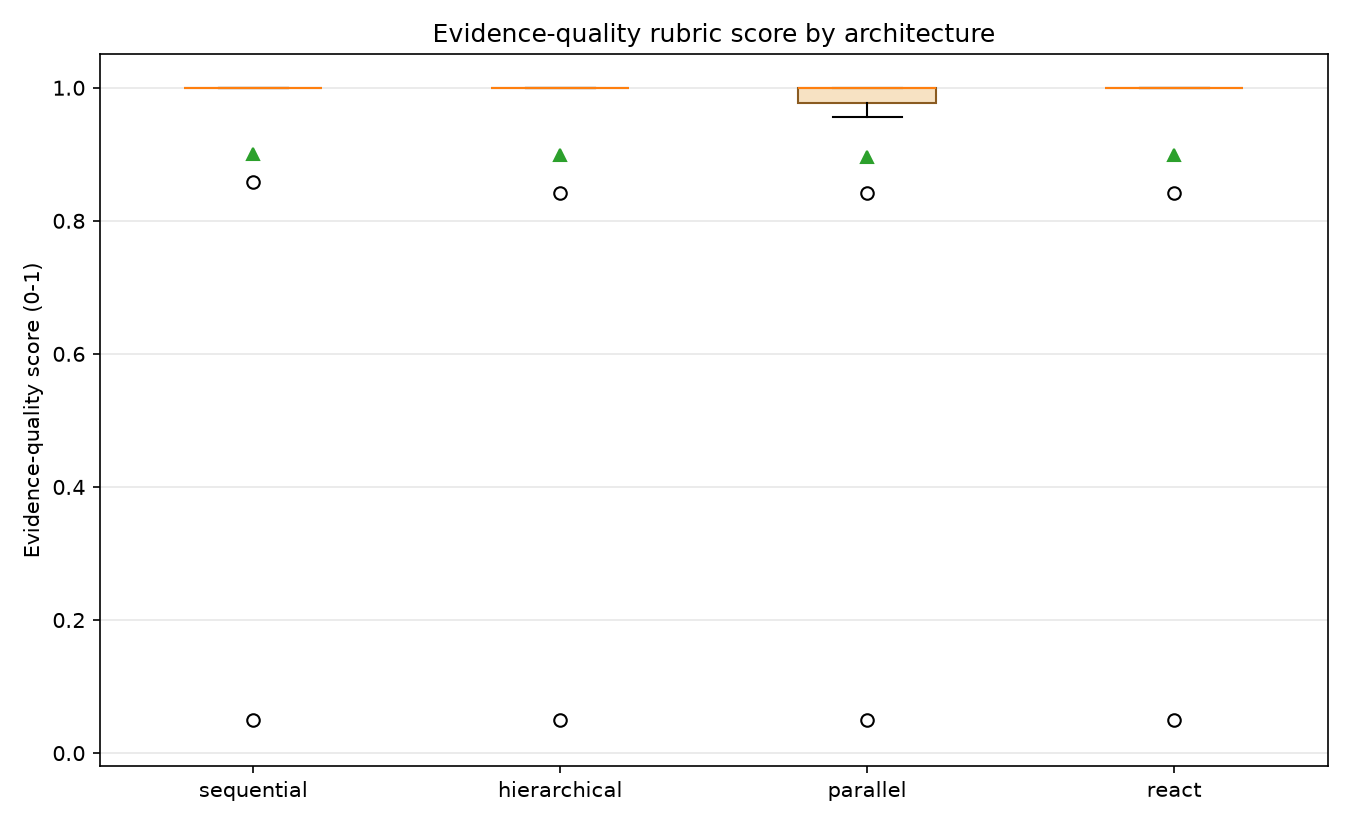 Evidence-quality rubric score by architecture
Evidence-quality score (0-1)
1.0
0.8
0.6
0.4
0.2
0.0
sequential hierarchical parallel react